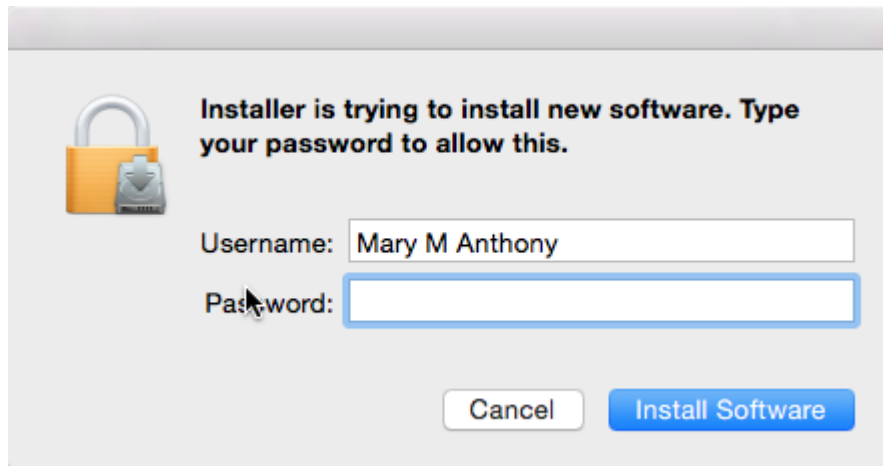 Installer is trying to install new software. Type
your password to allow this.
Username: Mary M Anthony
Password:
Cancel Install Software